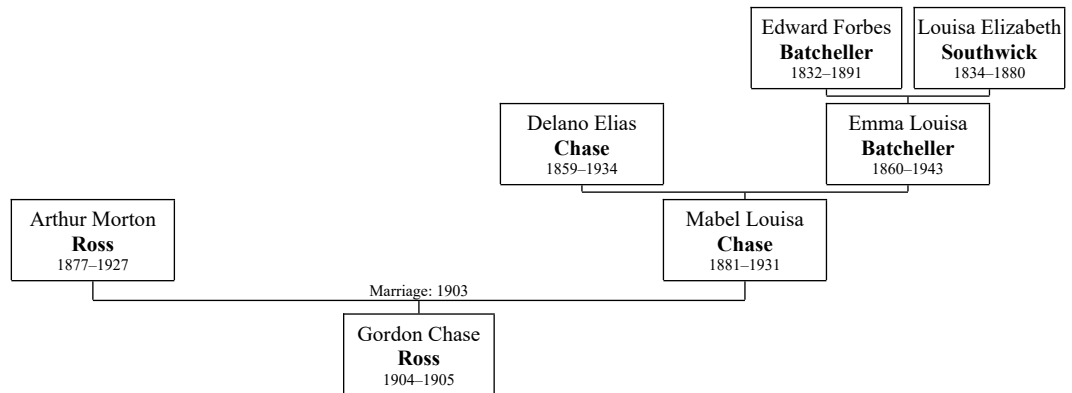 Edward Forbes
Batcheller
1832–1891
Louisa Elizabeth
Southwick
1834–1880
Delano Elias
Chase
1859–1934
Emma Louisa
Batcheller
1860–1943
Arthur Morton
Ross
1877–1927
Mabel Louisa
Chase
1881–1931
Marriage: 1903
Gordon Chase
Ross
1904–1905